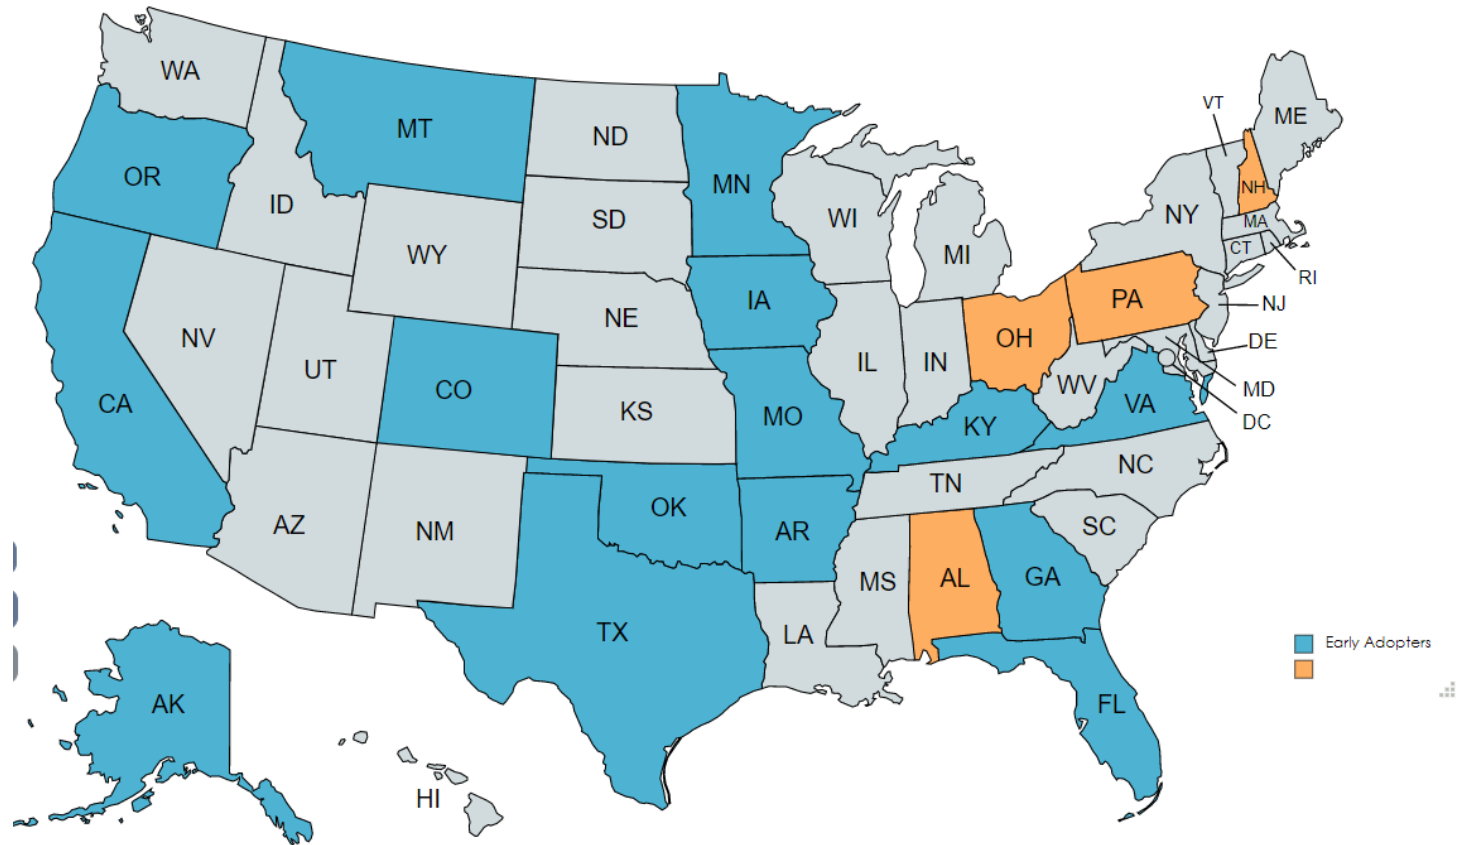 WA
MT
ND
MN
VT
ME
OR
ID
SD
WI
MI
NY
NH
MA
CT
RI
WY
NE
IA
PA
NJ
NV
UT
CO
KS
MO
IL
IN
OH
WV
VA
DE
MD
DC
CA
KY
AZ
NM
OK
AR
TN
NC
SC
TX
LA
MS
AL
GA
FL
AK
HI
Early Adopters